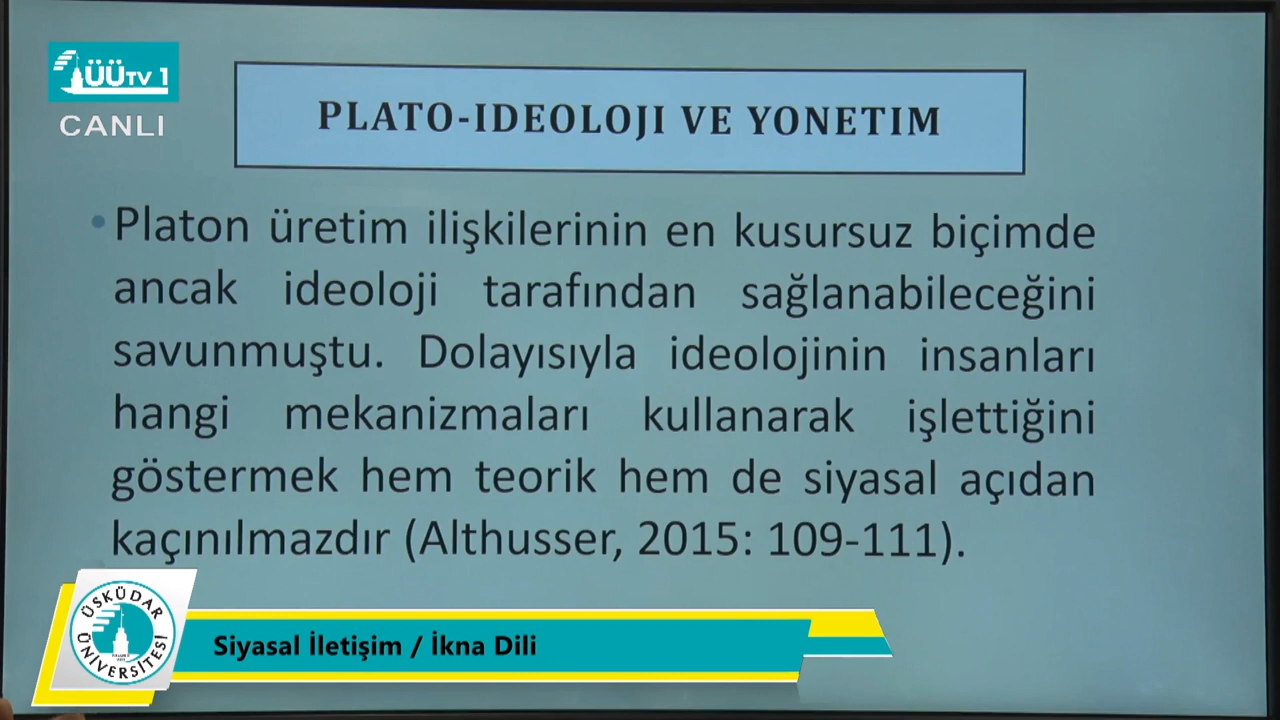 ÜÜTV 1
CANLI
PLATO-IDEOLOJI VE YONETIM
• Platon üretim ilişkilerinin en kusursuz biçimde
ancak ideoloji tarafından sağlanabileceğini
savunmuştu. Dolayısıyla ideolojinin insanları
hangi mekanizmaları kullanarak işlettiğini
göstermek hem teorik hem de siyasal açıdan
kaçınılmazdır (Althusser, 2015: 109-111).
ÜSKÜDAR
ÜNİVERSİTESİ
Siyasal İletişim / İkna Dili